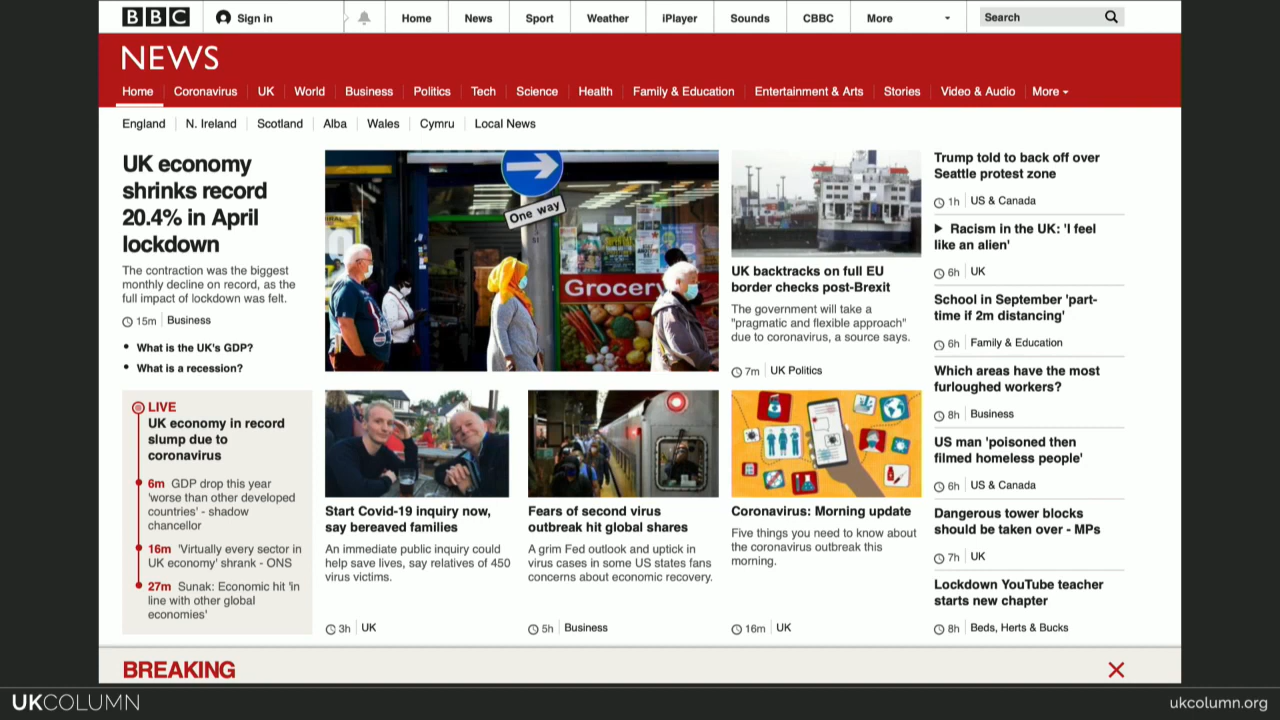 BBC
Sign in
Home
News
Sport
Weather
iPlayer
Sounds
CBBC
More
Search
NEWS
Home
Coronavirus
UK
World
Business
Politics
Tech
Science
Health
Family & Education
Entertainment & Arts
Stories
Video & Audio
More
England
N. Ireland
Scotland
Alba
Wales
Cymru
Local News
UK economy
shrinks record
20.4% in April
lockdown
The contraction was the biggest
monthly decline on record, as the
full impact of lockdown was felt.
15m
Business
What is the UK's GDP?
What is a recession?
One way
Grocery
UK backtracks on full EU
border checks post-Brexit
The government will take a
"pragmatic and flexible approach"
due to coronavirus, a source says.
7m
UK Politics
LIVE
UK economy in record
slump due to
coronavirus
6m GDP drop this year
'worse than other developed
countries' - shadow
chancellor
16m 'Virtually every sector in
UK economy' shrank - ONS
27m Sunak: Economic hit 'in
line with other global
economies'
Start Covid-19 inquiry now,
say bereaved families
An immediate public inquiry could
help save lives, say relatives of 450
virus victims.
3h
UK
Fears of second virus
outbreak hit global shares
A grim Fed outlook and uptick in
virus cases in some US states fans
concerns about economic recovery.
5h
Business
Coronavirus: Morning update
Five things you need to know about
the coronavirus outbreak this
morning.
16m
UK
Trump told to back off over
Seattle protest zone
1h
US & Canada
Racism in the UK: 'I feel
like an alien'
6h
UK
School in September 'part-
time if 2m distancing'
6h
Family & Education
Which areas have the most
furloughed workers?
8h
Business
US man 'poisoned then
filmed homeless people'
6h
US & Canada
Dangerous tower blocks
should be taken over - MPs
7h
UK
Lockdown YouTube teacher
starts new chapter
8h
Beds, Herts & Bucks
BREAKING
UKCOLUMN
ukcolumn.org